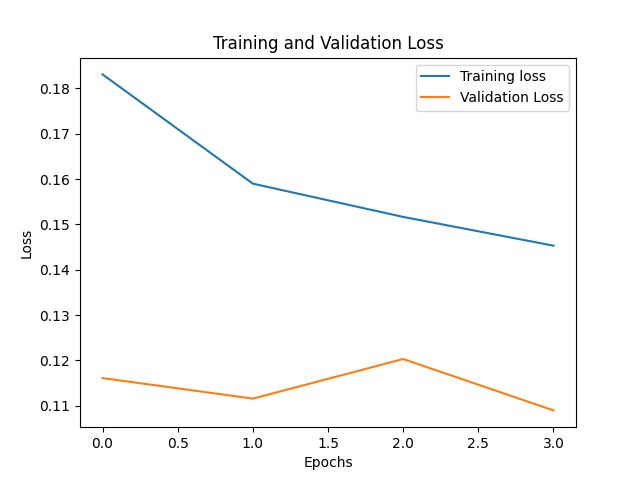 Training and Validation Loss
Training loss
Validation Loss
0.18
0.17
0.16
0.15
0.14
0.13
0.12
0.11
Loss
0.0 0.5 1.0 1.5 2.0 2.5 3.0
Epochs